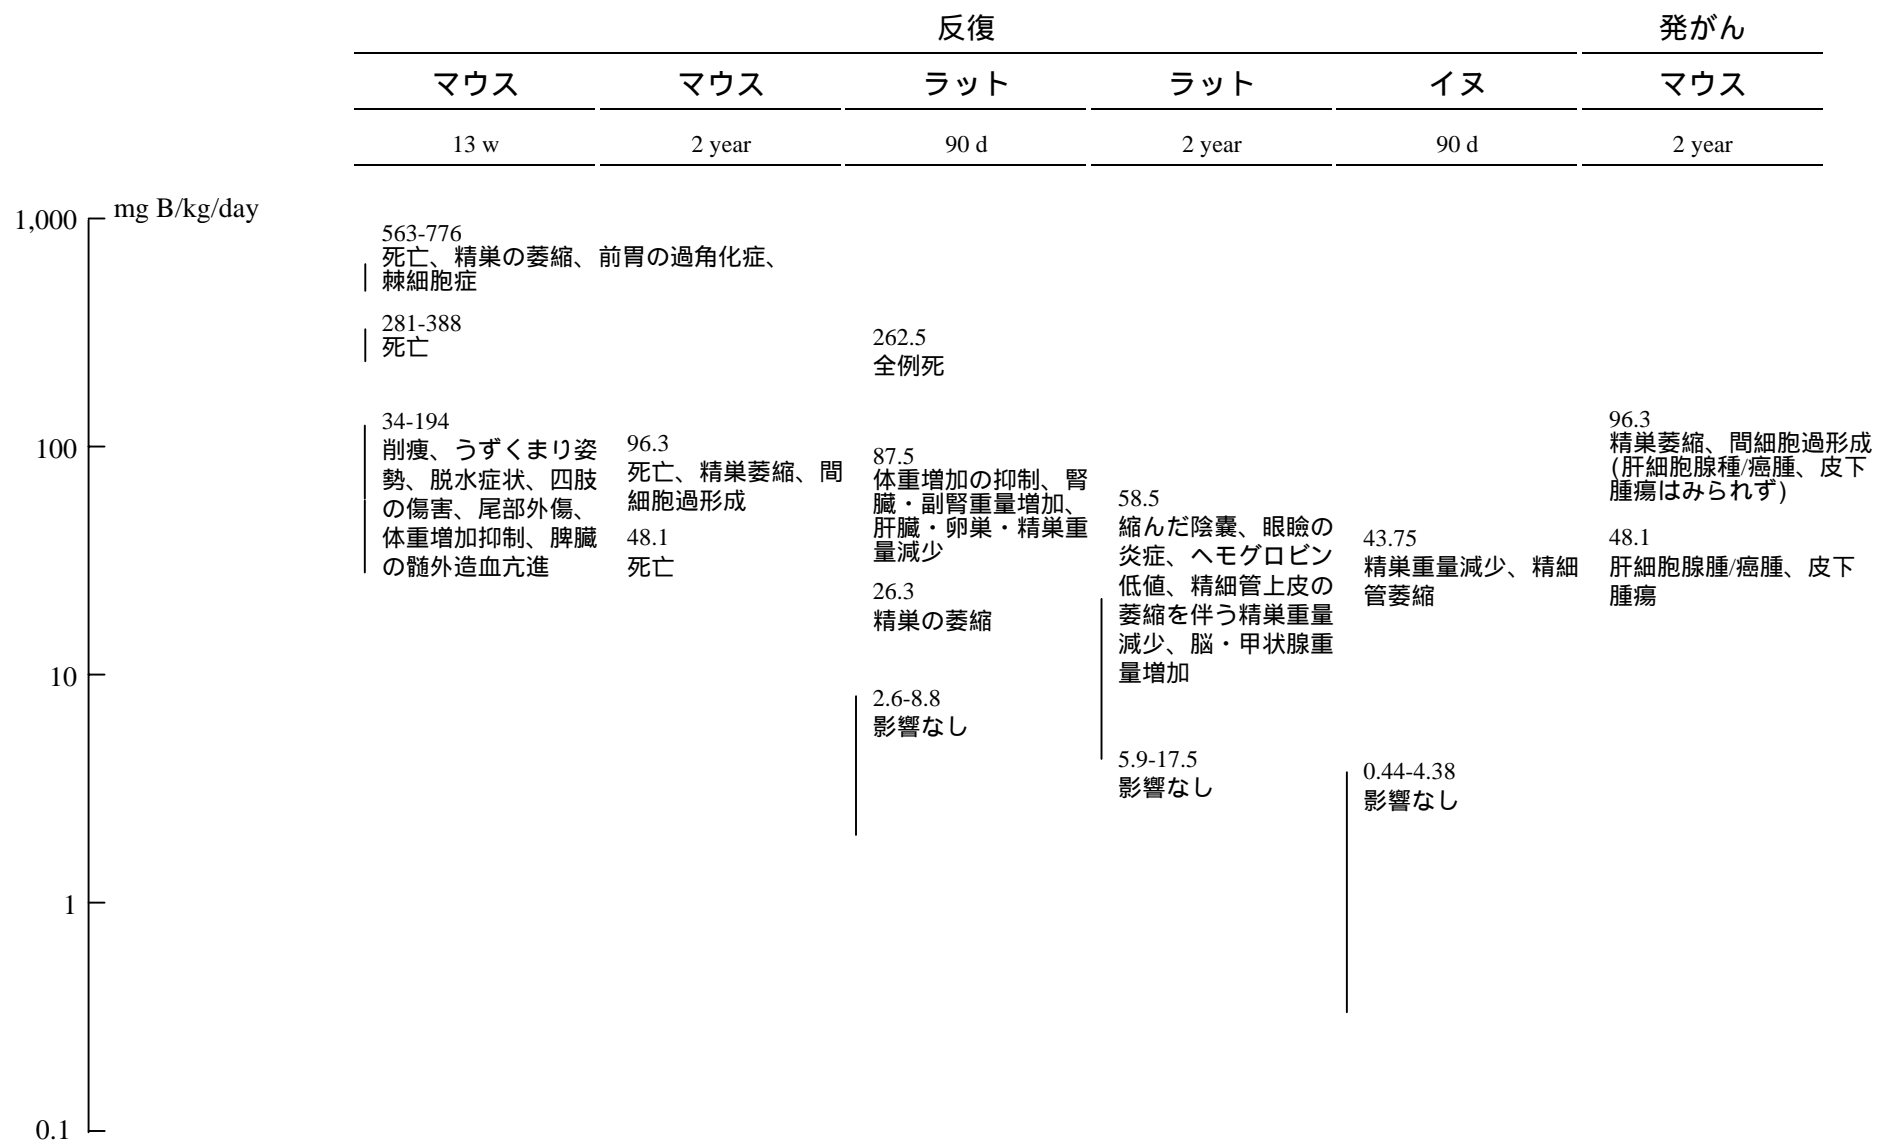 反復
発がん
マウス
マウス
ラット
ラット
イヌ
マウス
13 w
2 year
90 d
2 year
90 d
2 year
mg B/kg/day
1,000
100
10
1
0.1
563-776
死亡、精巣の萎縮、前胃の過角化症、
棘細胞症
281-388
死亡
34-194
削痩、うずくまり姿
勢、脱水症状、四肢
の傷害、尾部外傷、
体重増加抑制、脾臓
の髄外造血亢進
96.3
死亡、精巣萎縮、間
細胞過形成
48.1
死亡
262.5
全例死
87.5
体重増加の抑制、腎
臓・副腎重量増加、
肝臓・卵巣・精巣重
量減少
26.3
精巣の萎縮
2.6-8.8
影響なし
58.5
縮んだ陰嚢、眼瞼の
炎症、ヘモグロビン
低値、精細管上皮の
萎縮を伴う精巣重量
減少、脳・甲状腺重
量増加
5.9-17.5
影響なし
43.75
精巣重量減少、精細
管萎縮
0.44-4.38
影響なし
96.3
精巣萎縮、間細胞過形成
(肝細胞腺種/癌腫、皮下
腫瘍はみられず)
48.1
肝細胞腺腫/癌腫、皮下
腫瘍